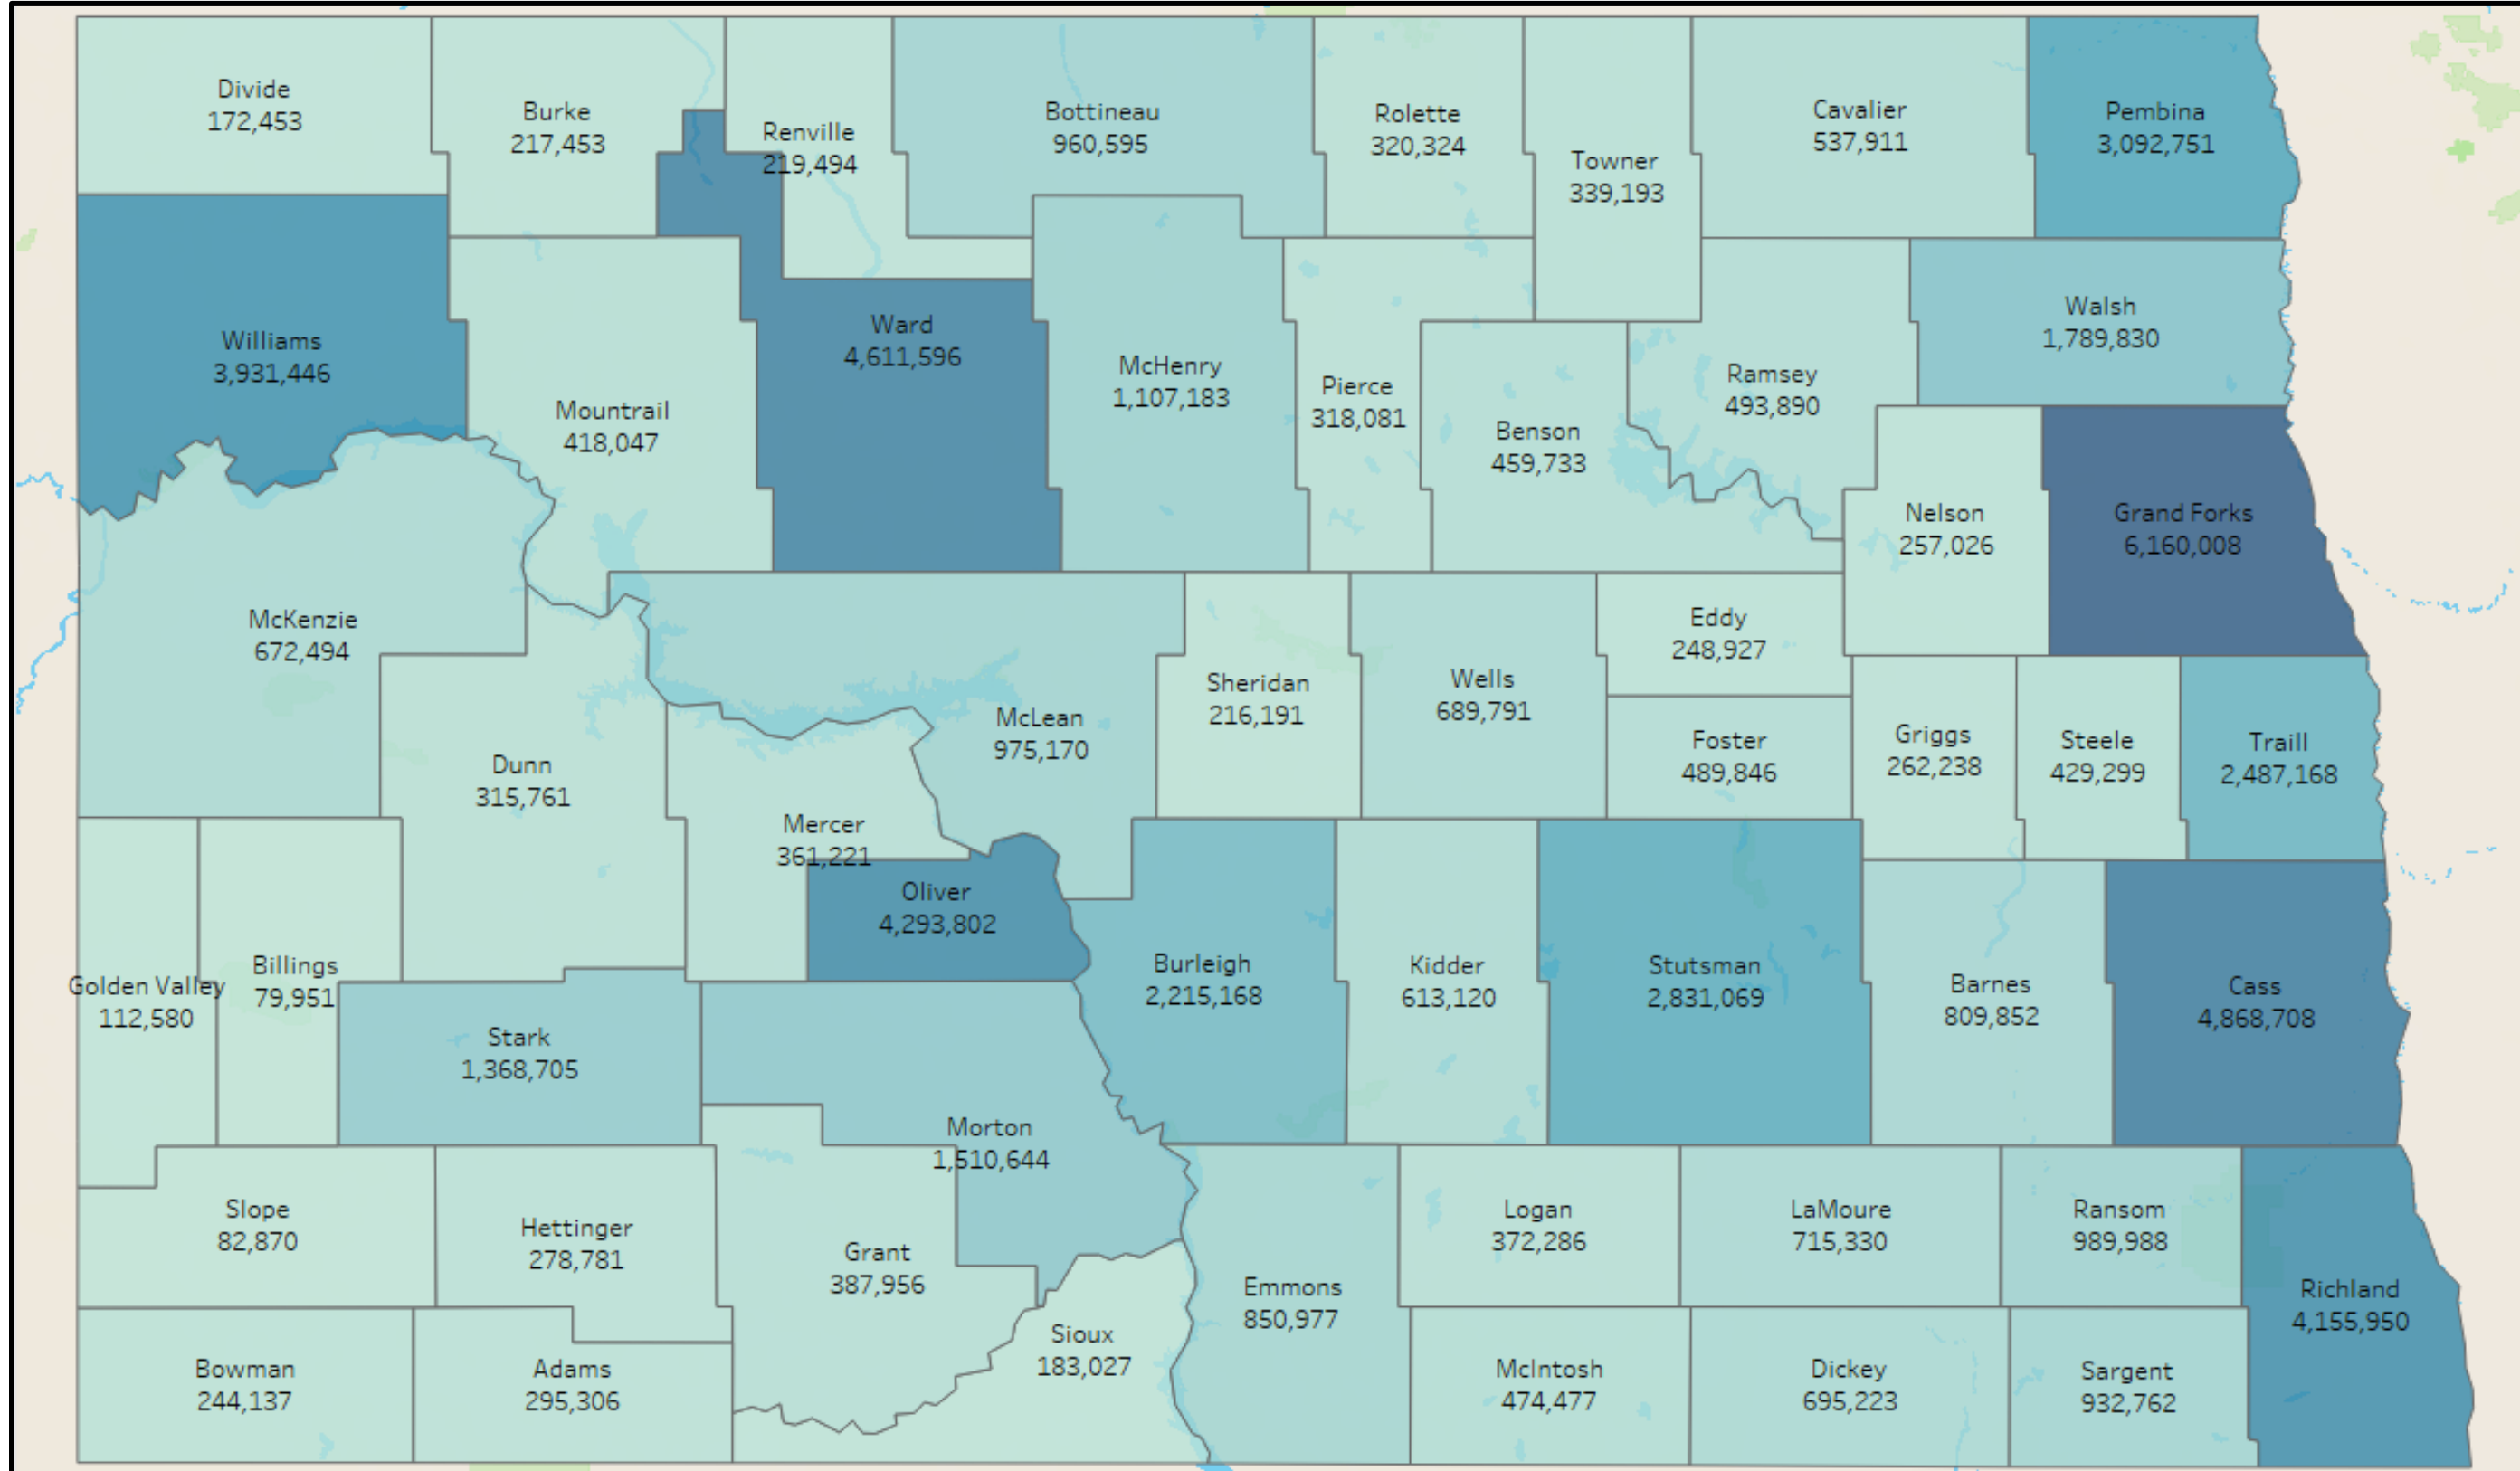 Divide
172,453
Burke
217,453
Renville
219,494
Bottineau
960,595
Rolette
320,324
Towner
339,193
Cavalier
537,911
Pembina
3,092,751
Williams
3,931,446
Mountrail
418,047
Ward
4,611,596
McHenry
1,107,183
Pierce
318,081
Benson
459,733
Ramsey
493,890
Walsh
1,789,830
Nelson
257,026
Grand Forks
6,160,008
McKenzie
672,494
Dunn
315,761
Mercer
361,221
McLean
975,170
Sheridan
216,191
Wells
689,791
Eddy
248,927
Foster
489,846
Griggs
262,238
Steele
429,299
Traill
2,487,168
Golden Valley
112,580
Billings
79,951
Oliver
4,293,802
Burleigh
2,215,168
Kidder
613,120
Stutsman
2,831,069
Barnes
809,852
Cass
4,868,708
Stark
1,368,705
Morton
1,510,644
Slope
82,870
Hettinger
278,781
Grant
387,956
Emmons
850,977
Logan
372,286
LaMoure
715,330
Ransom
989,988
Richland
4,155,950
Bowman
244,137
Adams
295,306
Sioux
183,027
McIntosh
474,477
Dickey
695,223
Sargent
932,762